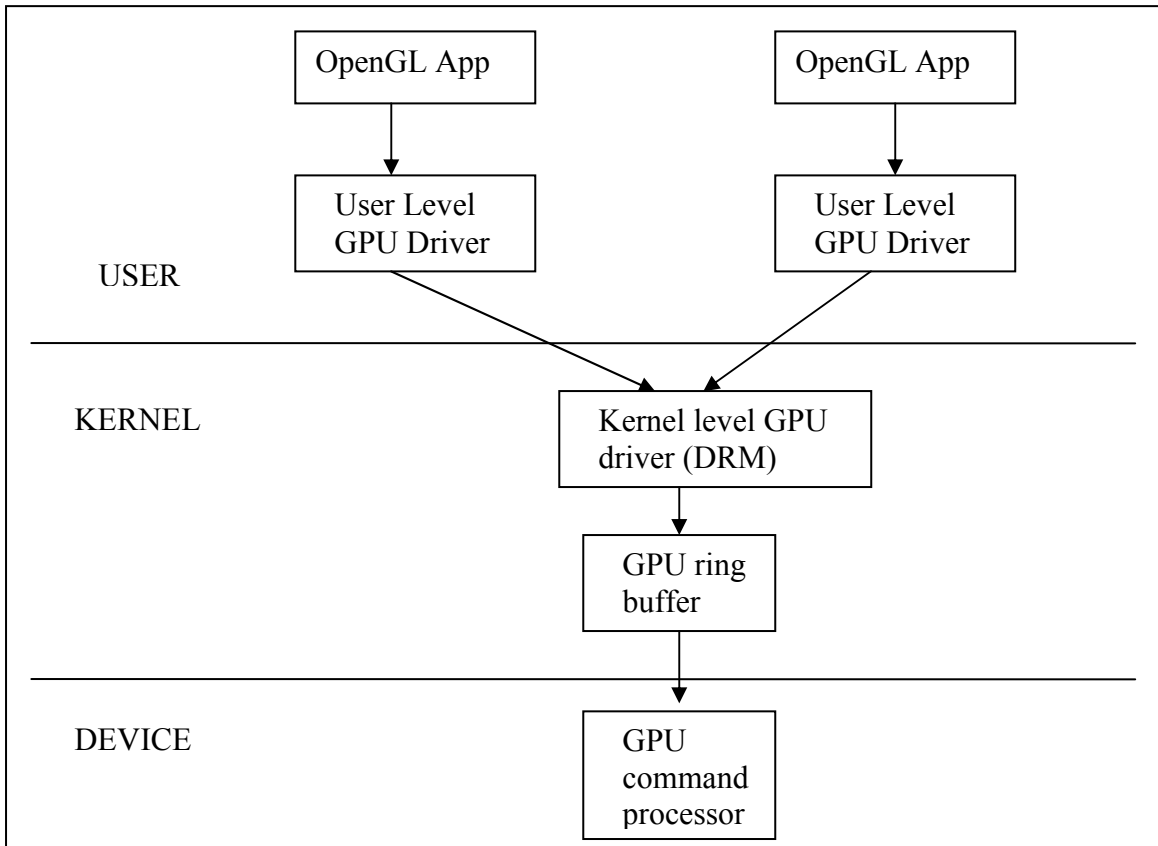 OpenGL App
OpenGL App
User Level
GPU Driver
User Level
GPU Driver
USER
KERNEL
Kernel level GPU
driver (DRM)
GPU ring
buffer
DEVICE
GPU
command
processor